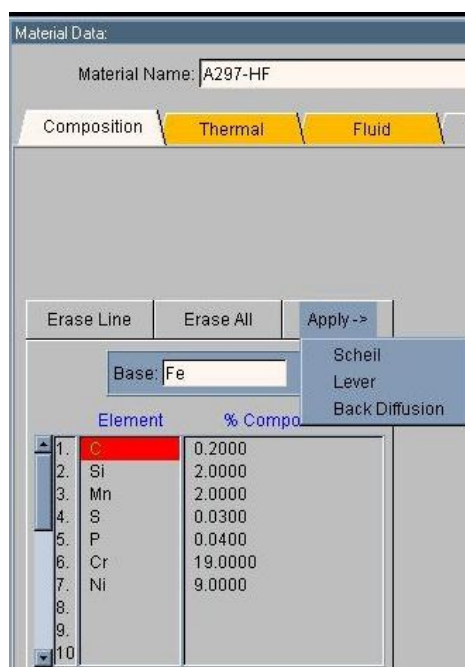 Material Data:
Material Name: A297-HF
Composition Thermal Fluid
Erase Line Erase All Apply ->
Scheil
Lever
Back Diffusion
Base: Fe
Element % Compo
1. C 0.2000
2. Si 2.0000
3. Mn 2.0000
4. S 0.0300
5. P 0.0400
6. Cr 19.0000
7. Ni 9.0000
8.
9.
10